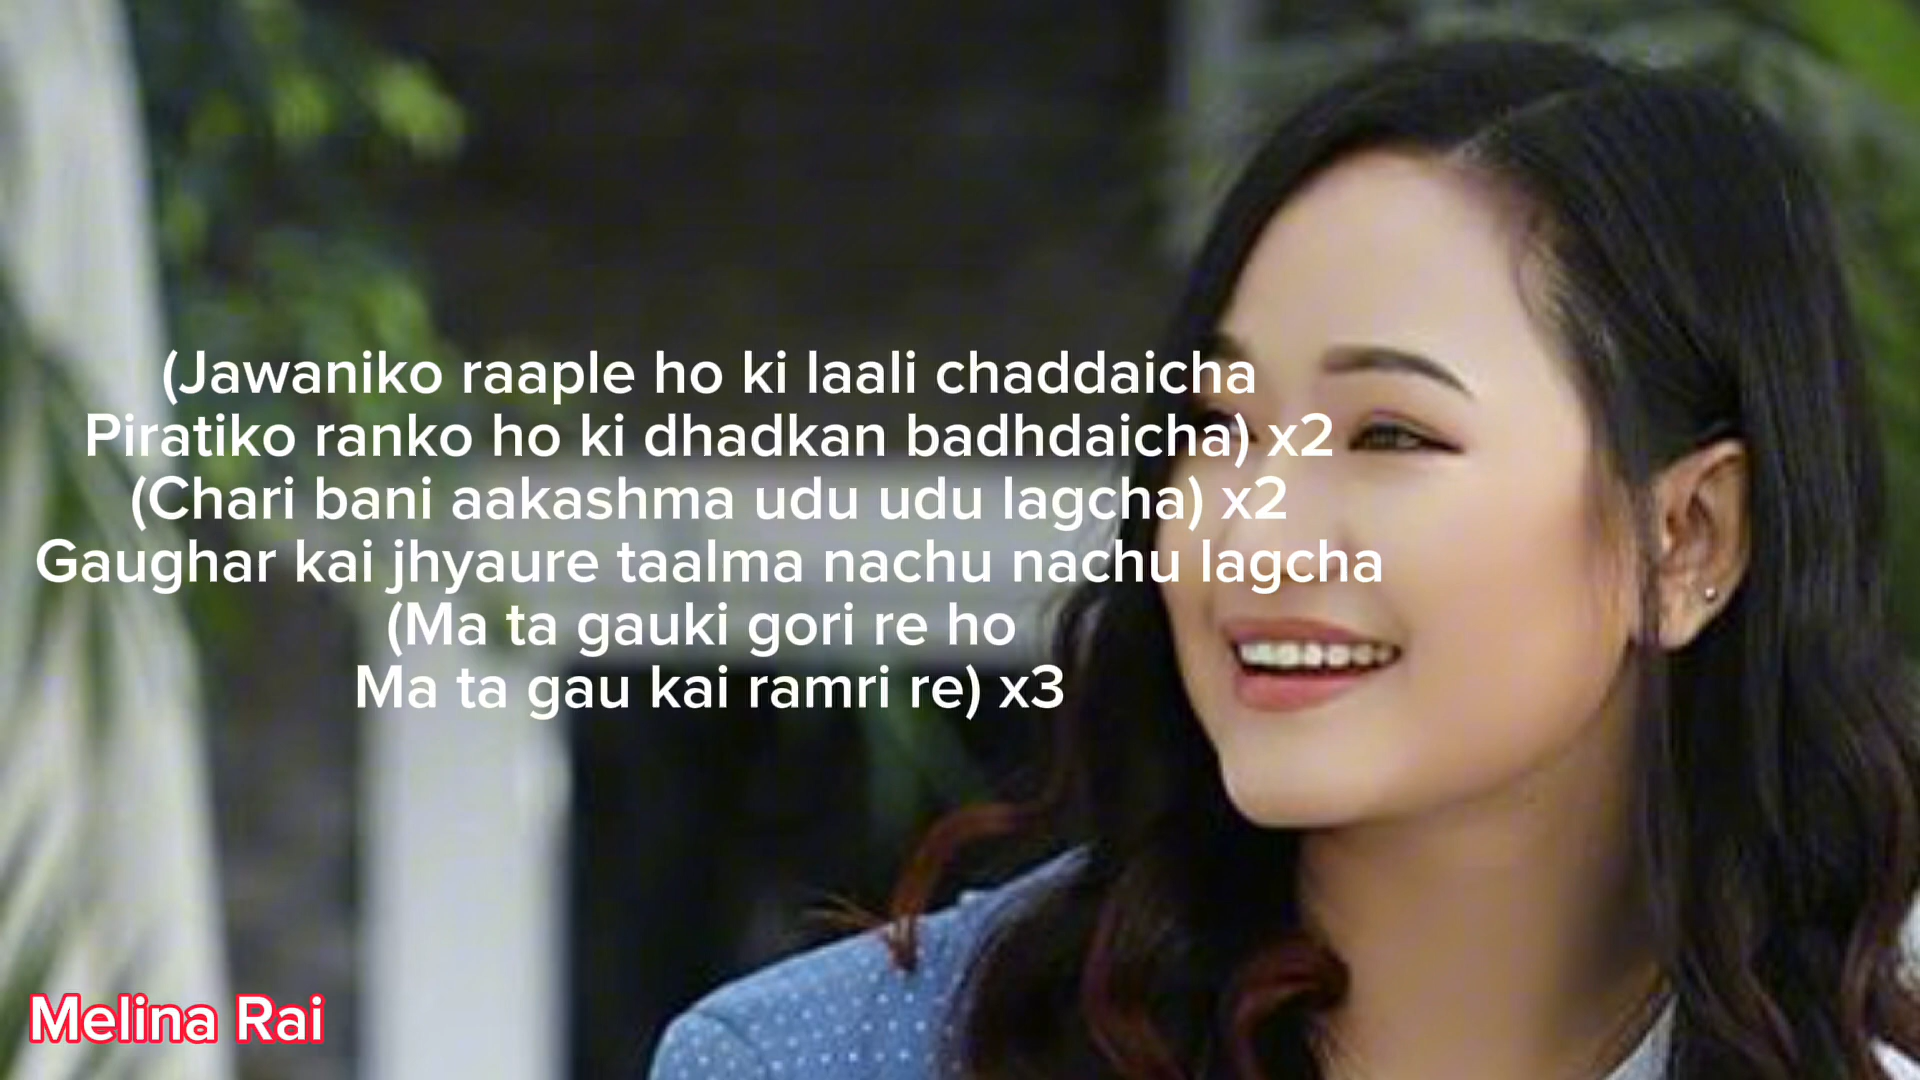 (Jawaniko raaple ho ki laali chaddaicha
Piratiko ranko ho ki dhadkan badhdaicha) x2
(Chari bani aakashma udu udu lagcha) x2
Gaughar kai jhyaure taalma nachu nachu lagcha
(Ma ta gauki gori re ho
Ma ta gau kai ramri re) x3
Melina Rai